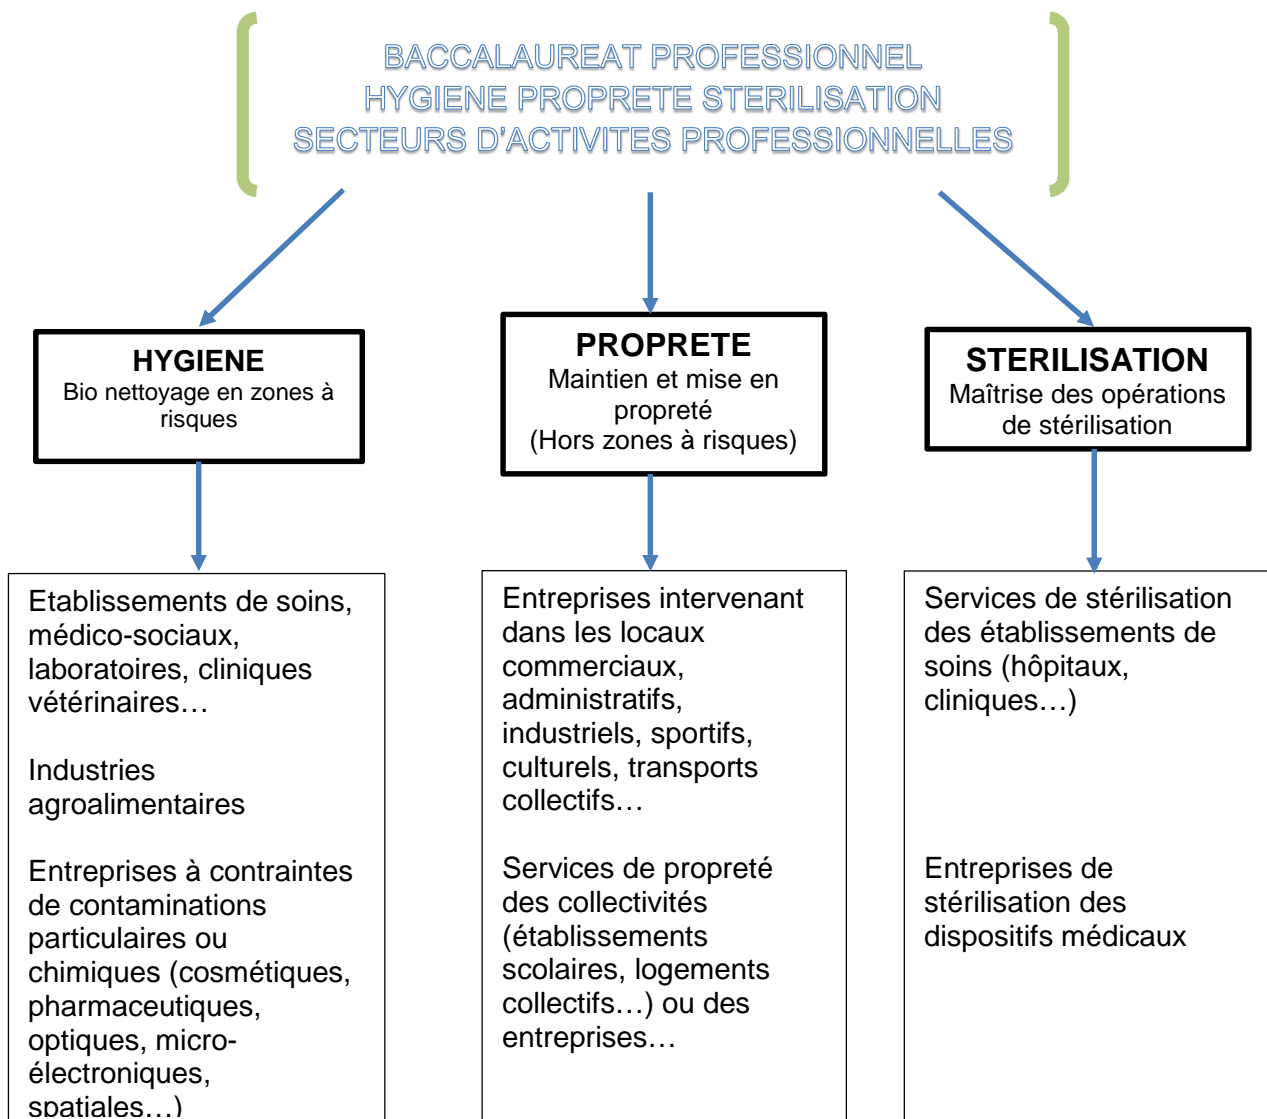 BACCALAUREAT PROFESSIONNEL
HYGIENE PROPRETE STERILISATION
SECTEURS D'ACTIVITES PROFESSIONNELLES
HYGIENE
Bio nettoyage en zones à
risques
PROPRETE
Maintien et mise en
propreté
(Hors zones à risques)
STERILISATION
Maîtrise des opérations
de stérilisation
Etablissements de soins,
médico-sociaux,
laboratoires, cliniques
vétérinaires…
Industries
agroalimentaires
Entreprises à contraintes
de contaminations
particulaires ou
chimiques (cosmétiques,
pharmaceutiques,
optiques, micro-
électroniques,
spatiales…)
Entreprises intervenant
dans les locaux
commerciaux,
administratifs,
industriels, sportifs,
culturels, transports
collectifs…
Services de propreté
des collectivités
(établissements
scolaires, logements
collectifs…) ou des
entreprises…
Services de stérilisation
des établissements de
soins (hôpitaux,
cliniques…)
Entreprises de
stérilisation des
dispositifs médicaux